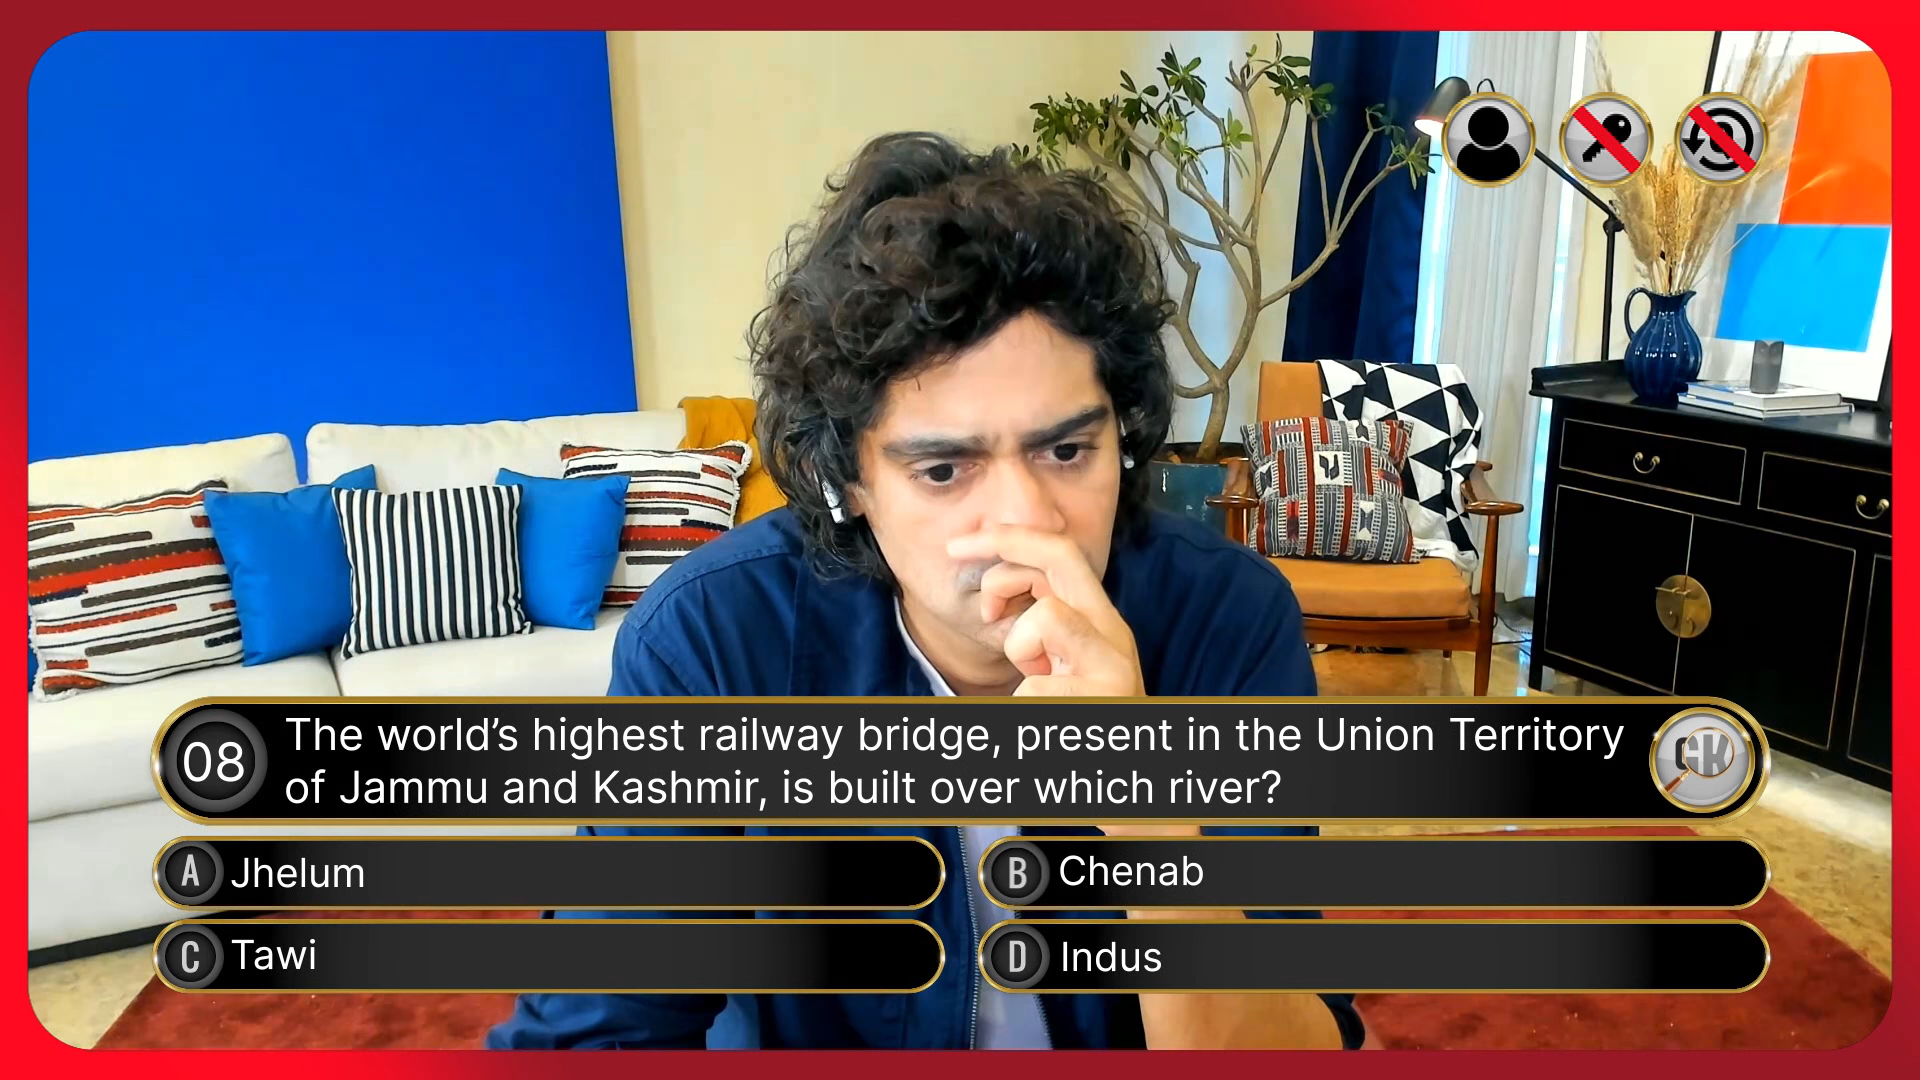 08
The world’s highest railway bridge, present in the Union Territory
of Jammu and Kashmir, is built over which river?
GK
A Jhelum
B Chenab
C Tawi
D Indus